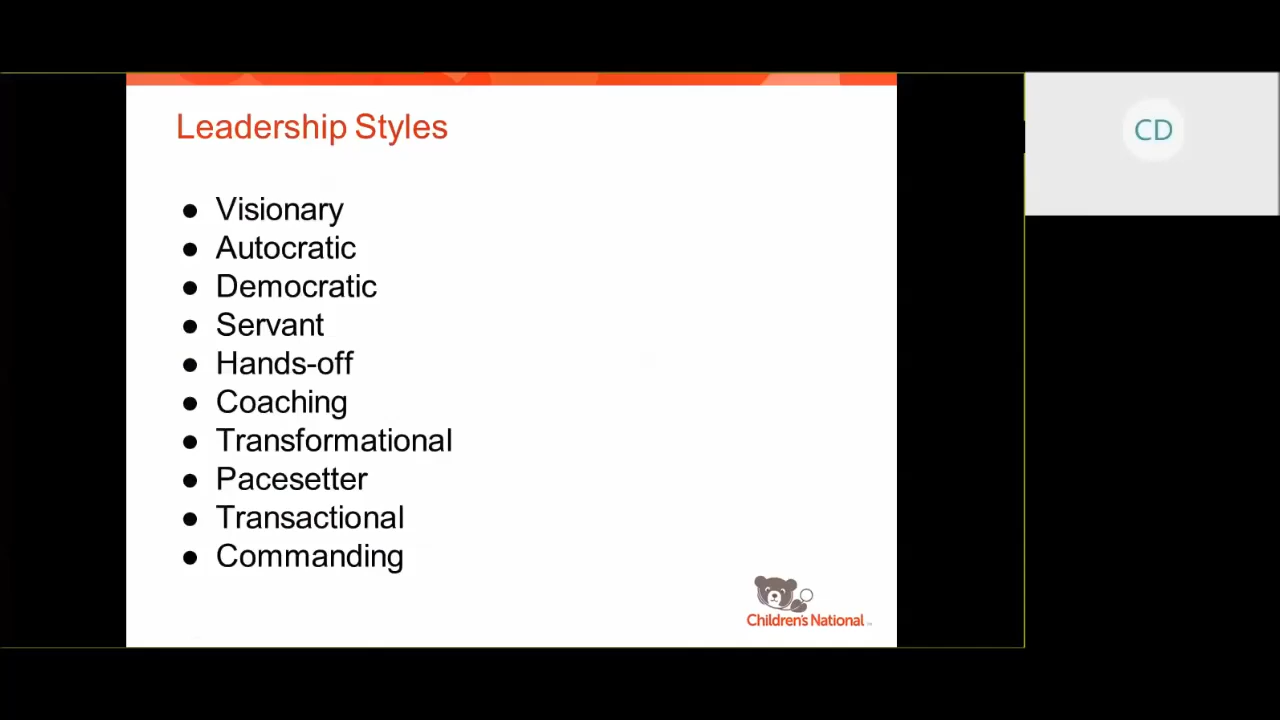 Leadership Styles
CD
● Visionary
● Autocratic
● Democratic
● Servant
● Hands-off
● Coaching
● Transformational
● Pacesetter
● Transactional
● Commanding
Children's National